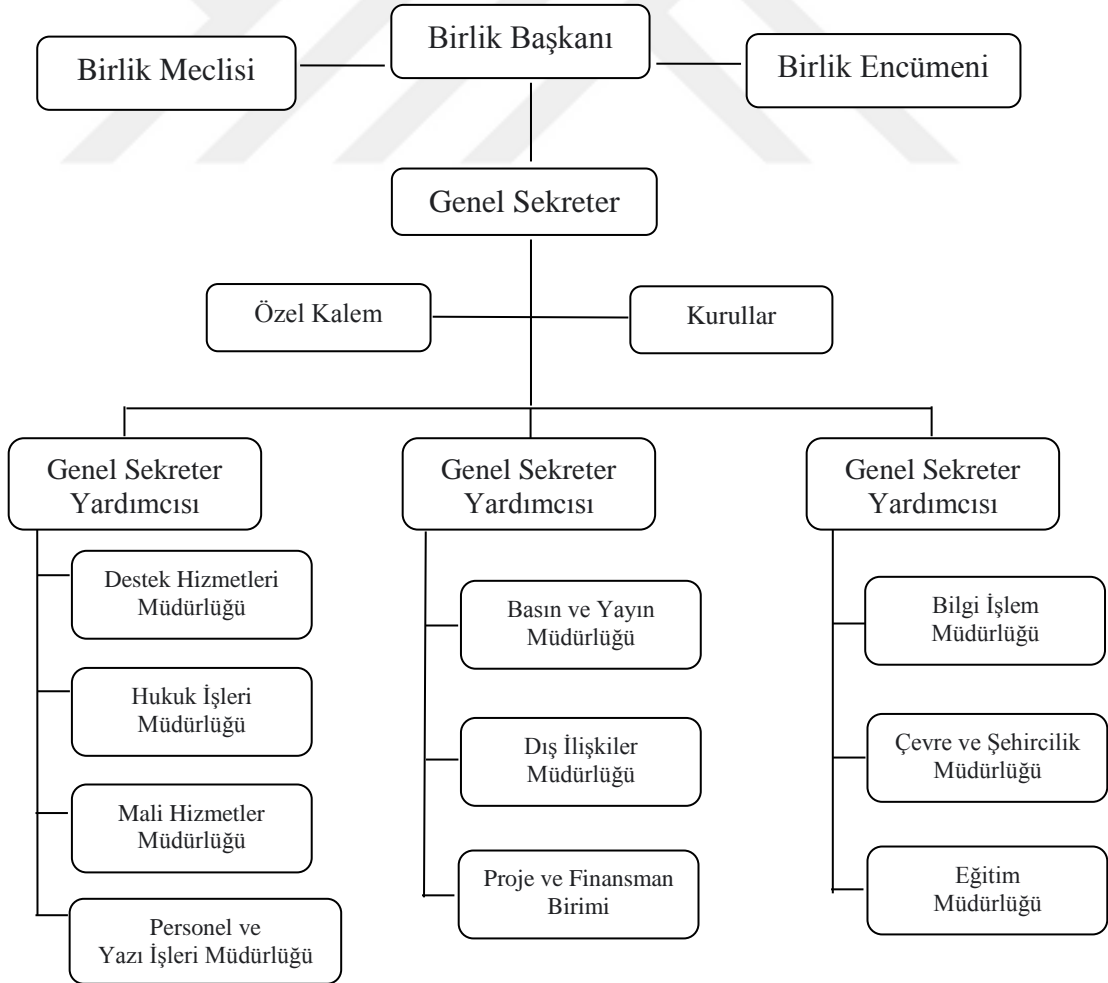 Birlik Başkanı
Birlik Meclisi
Birlik Encümeni
Genel Sekreter
Özel Kalem
Kurullar
Genel Sekreter
Yardımcısı
Destek Hizmetleri
Müdürlüğü
Hukuk İşleri
Müdürlüğü
Mali Hizmetler
Müdürlüğü
Personel ve
Yazı İşleri Müdürlüğü
Genel Sekreter
Yardımcısı
Basın ve Yayın
Müdürlüğü
Dış İlişkiler
Müdürlüğü
Proje ve Finansman
Birimi
Genel Sekreter
Yardımcısı
Bilgi İşlem
Müdürlüğü
Çevre ve Şehircilik
Müdürlüğü
Eğitim
Müdürlüğü